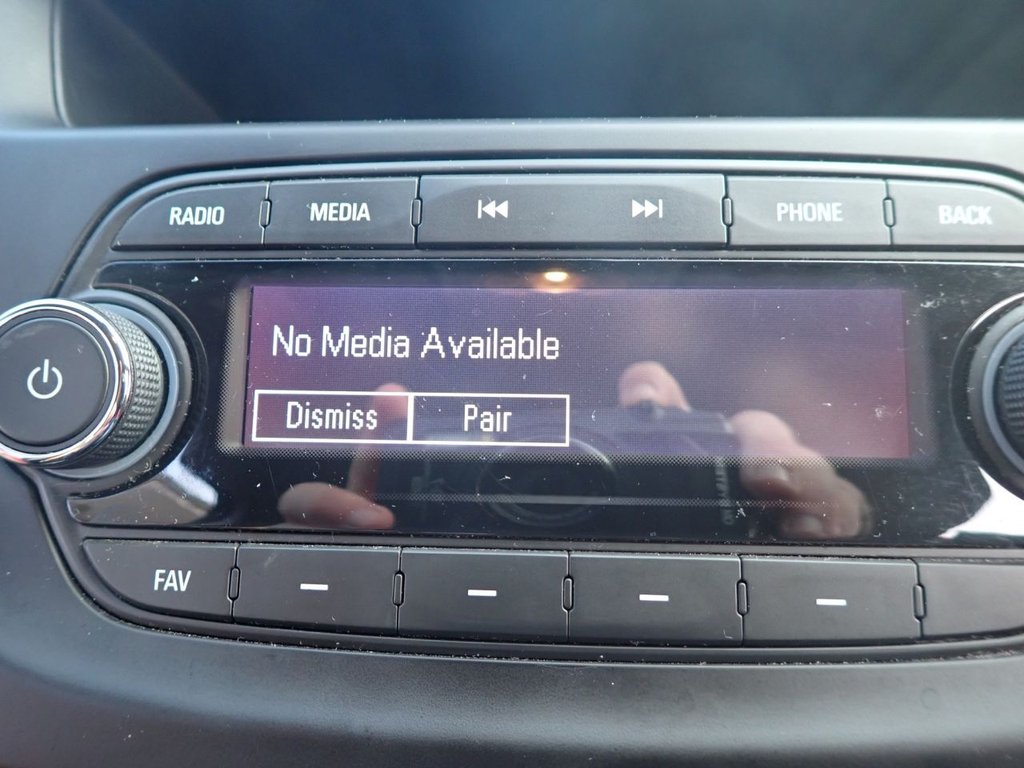 RADIO MEDIA PHONE BACK
No Media Available
Dismiss Pair
FAV